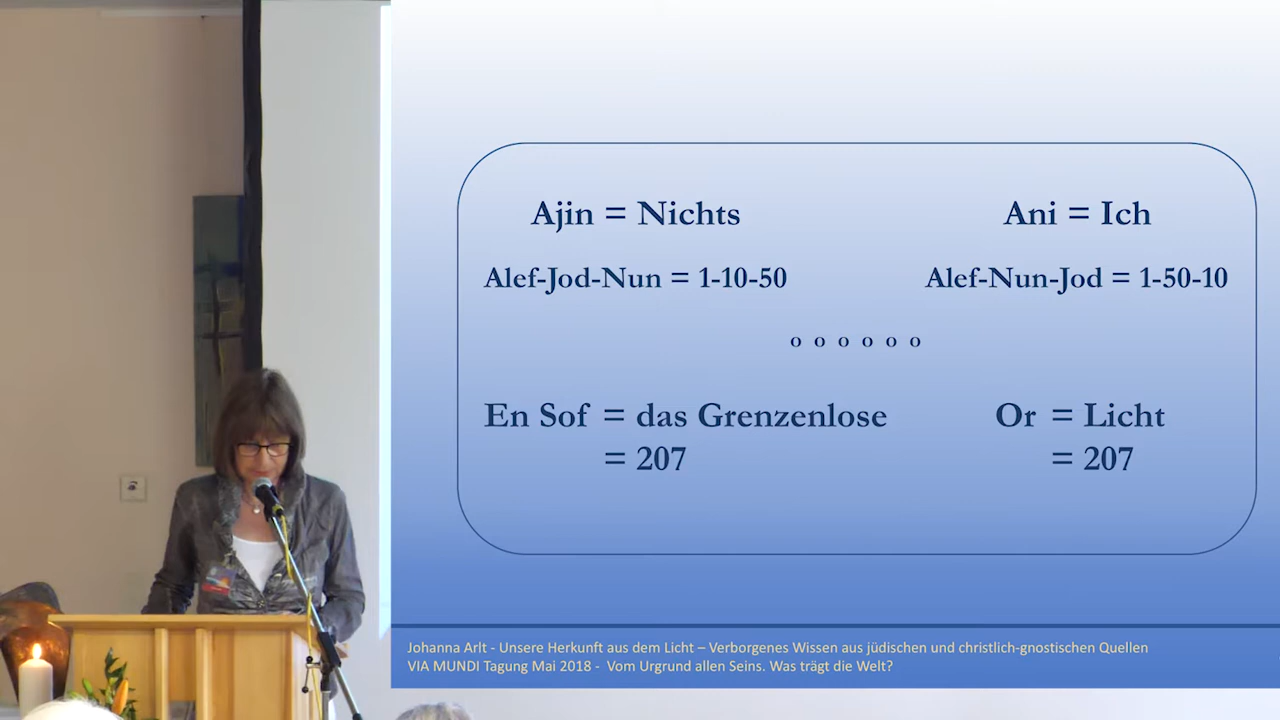 Ajin = Nichts
Ani = Ich
Alef-Jod-Nun = 1-10-50
Alef-Nun-Jod = 1-50-10
o o o o o o
En Sof = das Grenzenlose
= 207
Or = Licht
= 207
Johanna Arlt - Unsere Herkunft aus dem Licht – Verborgenes Wissen aus jüdischen und christlich-gnostischen Quellen
VIA MUNDI Tagung Mai 2018 - Vom Urgrund allen Seins. Was trägt die Welt?